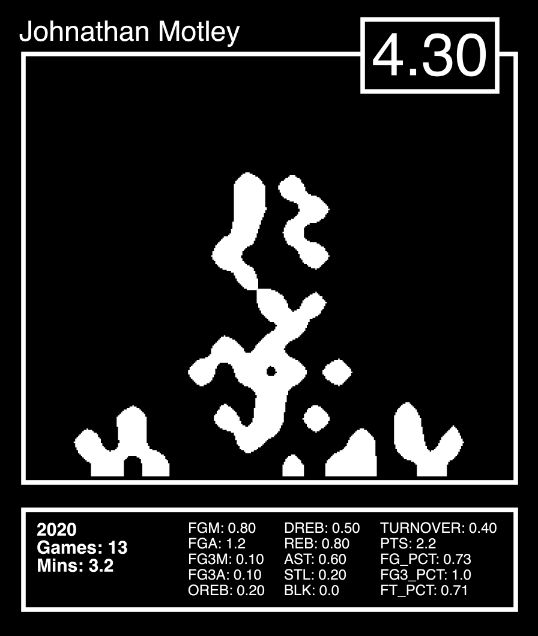 Johnathan Motley
4.30
2020
Games: 13
Mins: 3.2
FGM: 0.80
FGA: 1.2
FG3M: 0.10
FG3A: 0.10
OREB: 0.20
DREB: 0.50
REB: 0.80
AST: 0.60
STL: 0.20
BLK: 0.0
TURNOVER: 0.40
PTS: 2.2
FG_PCT: 0.73
FG3_PCT: 1.0
FT_PCT: 0.71